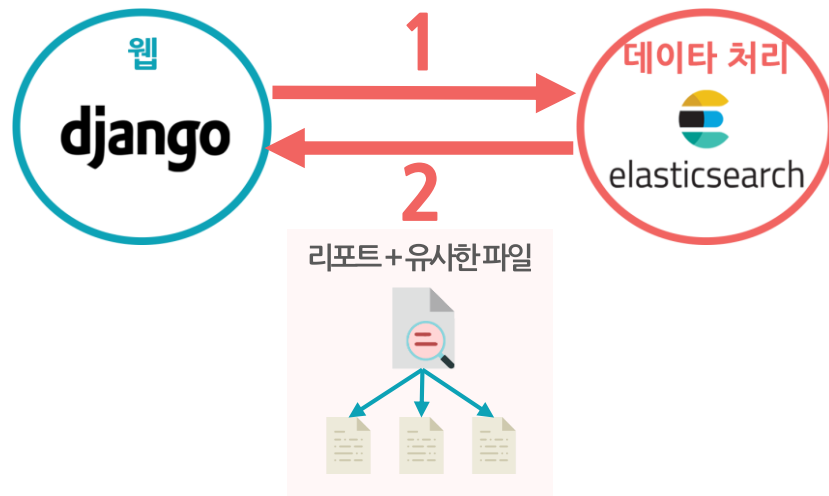 웹
django
1
데이타 처리
elasticsearch
2
리포트 + 유사한 파일